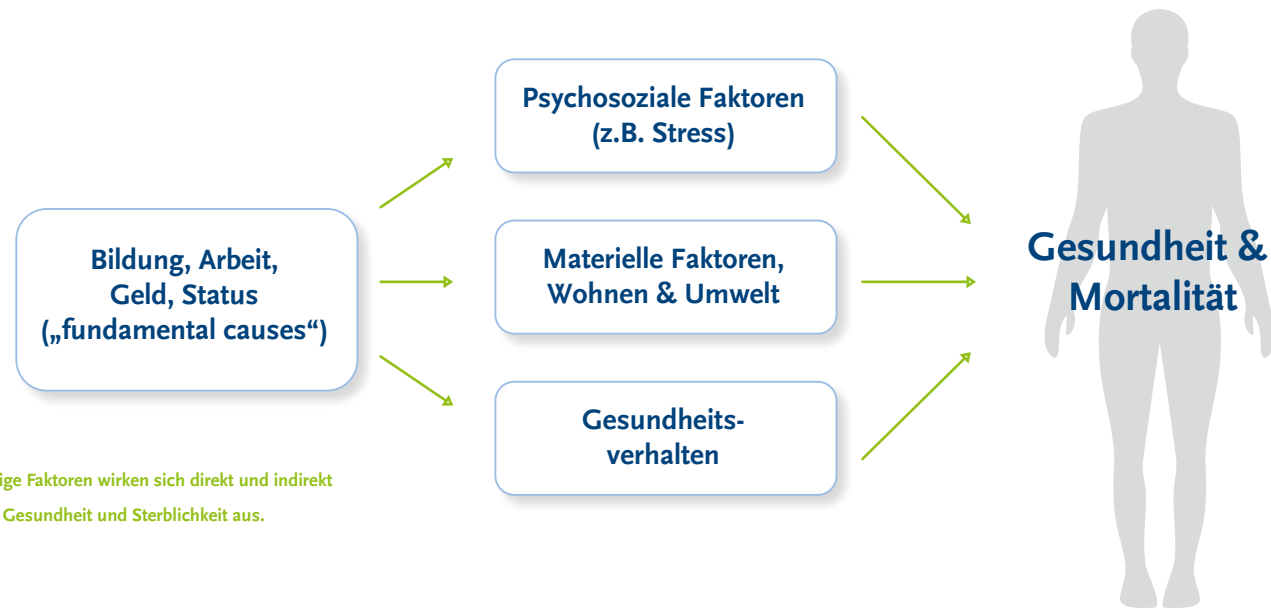 Psychosoziale Faktoren
(z.B. Stress)
Bildung, Arbeit,
Geld, Status
(„fundamental causes“)
Materielle Faktoren,
Wohnen & Umwelt
Gesundheits-
verhalten
Gesundheit &
Mortalität
Faktoren wirken sich direkt und indirekt
Gesundheit und Sterblichkeit aus.